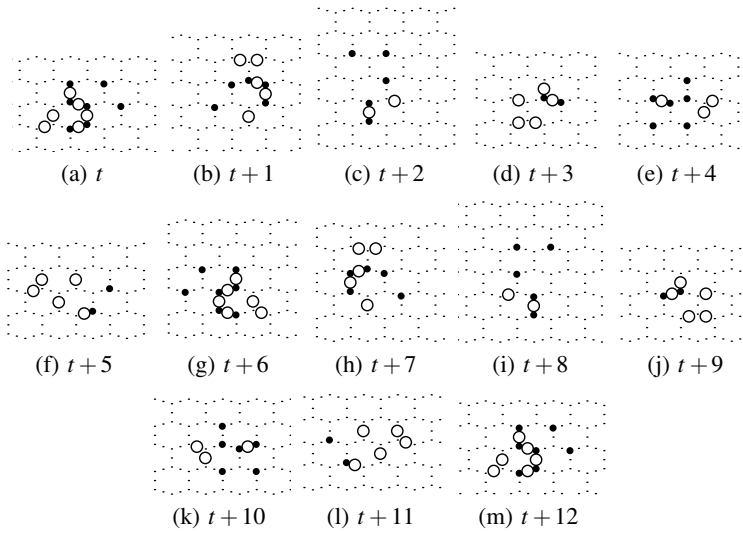 (a) t
(b) t + 1
(c) t + 2
(d) t + 3
(e) t + 4
(f) t + 5
(g) t + 6
(h) t + 7
(i) t + 8
(j) t + 9
(k) t + 10
(l) t + 11
(m) t + 12